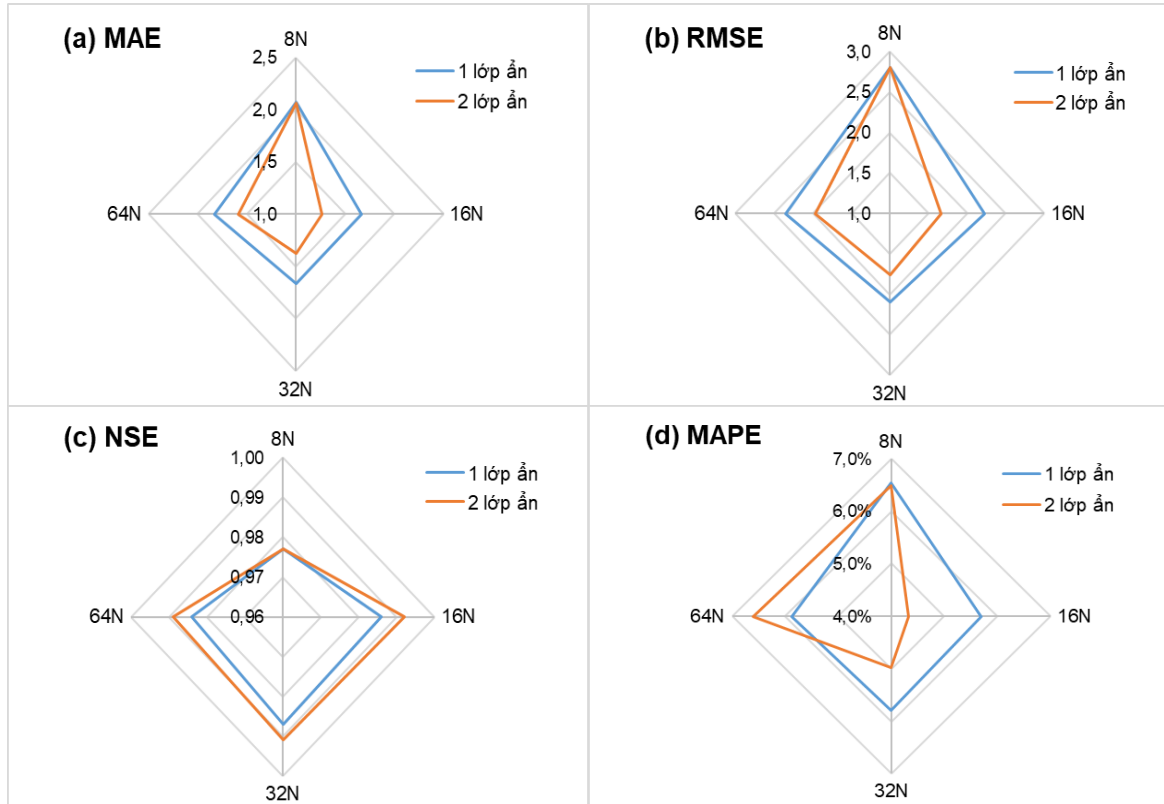 (a) MAE
8N
2,5
2,0
1,5
1,0
64N
16N
32N
1 lớp ẩn
2 lớp ẩn
(b) RMSE
8N
3,0
2,5
2,0
1,5
1,0
64N
16N
32N
1 lớp ẩn
2 lớp ẩn
(c) NSE
8N
1,00
0,99
0,98
0,97
0,96
64N
16N
32N
1 lớp ẩn
2 lớp ẩn
(d) MAPE
8N
7,0%
6,0%
5,0%
4,0%
64N
16N
32N
1 lớp ẩn
2 lớp ẩn